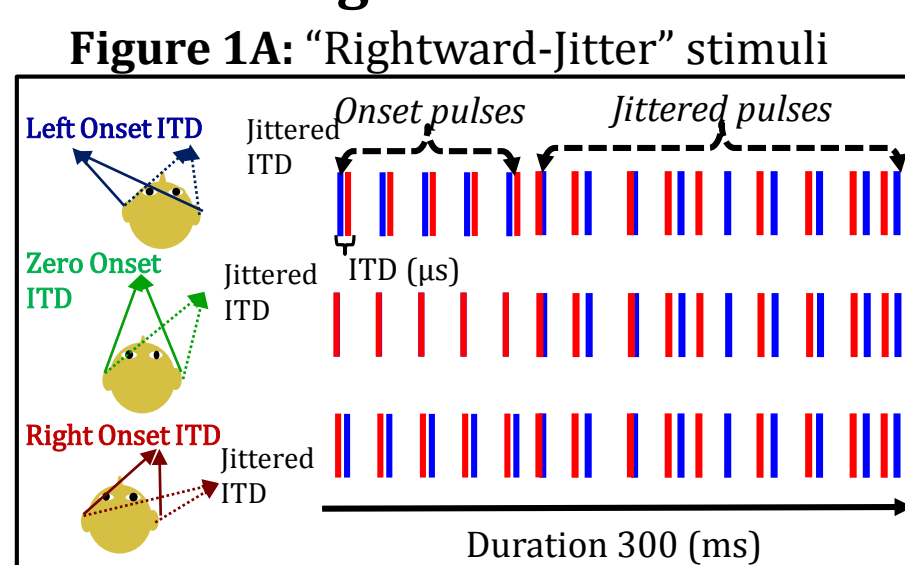 Figure 1A: “Rightward-Jitter” stimuli
Left Onset ITD
Jittered
ITD
Onset pulses
Jittered pulses
ITD (μs)
Zero Onset
ITD
Jittered
ITD
Right Onset ITD
Jittered
ITD
Duration 300 (ms)